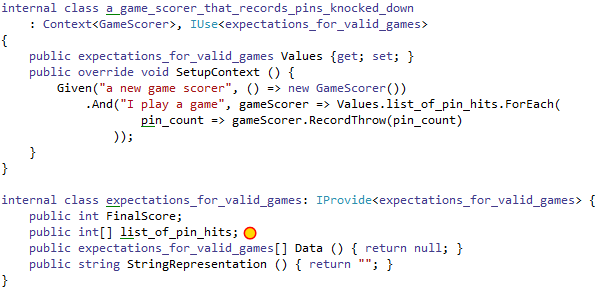 internal class a_game_scorer_that_records_pins_knocked_down
    : Context<GameScorer>, IUse<expectations_for_valid_games>
{
    public expectations_for_valid_games Values {get; set; }
    public override void SetupContext () {
        Given("a new game scorer", () => new GameScorer())
            .And("I play a game", gameScorer => Values.list_of_pin_hits.ForEach(
                    pin_count => gameScorer.RecordThrow(pin_count)
                ));
    }
}
internal class expectations_for_valid_games: IProvide<expectations_for_valid_games> {
    public int FinalScore;
    public int[] list_of_pin_hits;
    public expectations_for_valid_games[] Data () { return null; }
    public string StringRepresentation () { return ""; }
}